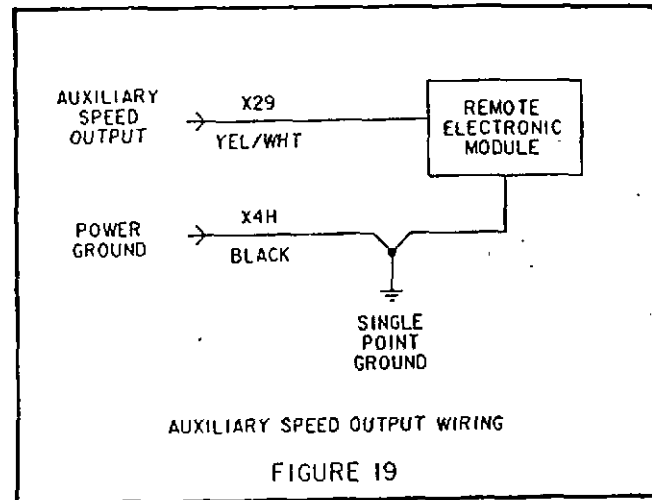 AUXILIARY
SPEED
OUTPUT
X29
YEL/WHT
REMOTE
ELECTRONIC
MODULE
POWER
GROUND
X4H
BLACK
SINGLE
POINT
GROUND
AUXILIARY SPEED OUTPUT WIRING
FIGURE 19